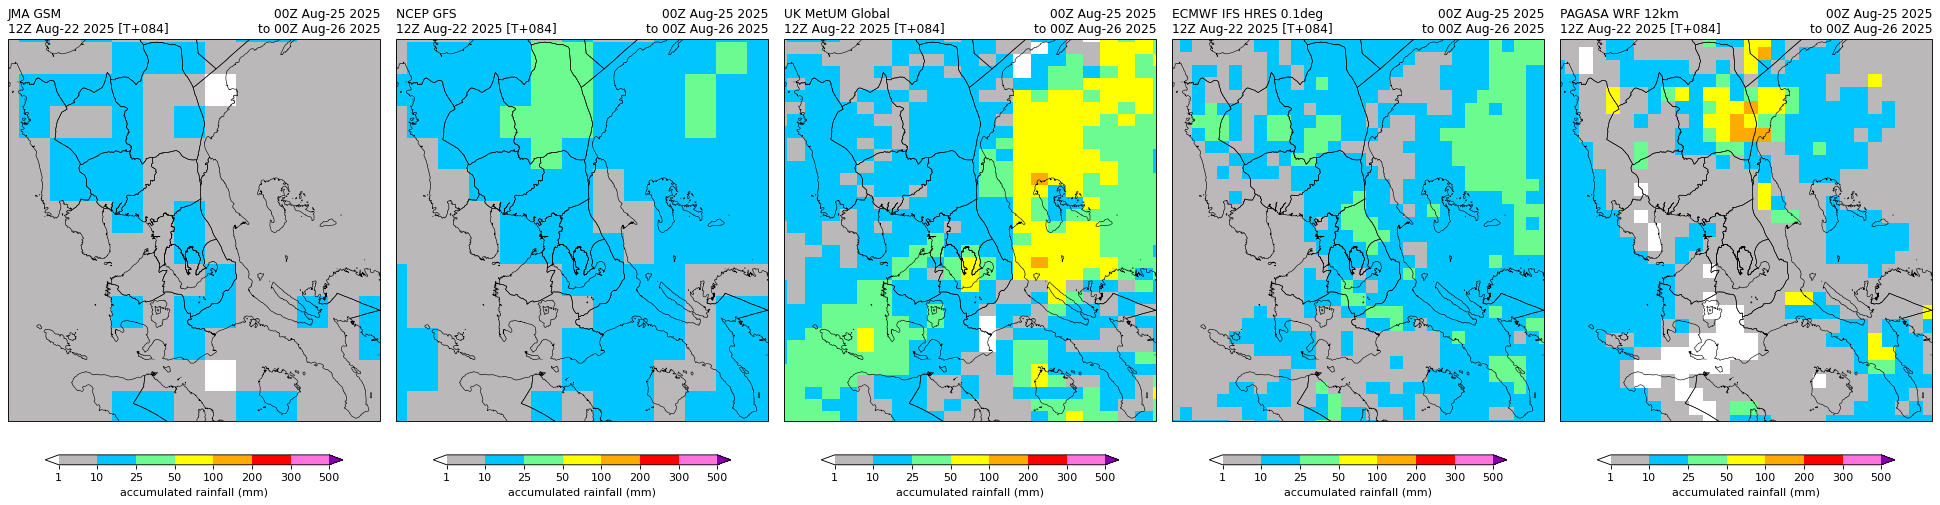 JMA GSM 00Z Aug-25 2025
12Z Aug-22 2025 [T+084] to 00Z Aug-26 2025
NCEP GFS 00Z Aug-25 2025
12Z Aug-22 2025 [T+084] to 00Z Aug-26 2025
UK MetUM Global 00Z Aug-25 2025
12Z Aug-22 2025 [T+084] to 00Z Aug-26 2025
ECMWF IFS HRES 0.1deg 00Z Aug-25 2025
12Z Aug-22 2025 [T+084] to 00Z Aug-26 2025
PAGASA WRF 12km 00Z Aug-25 2025
12Z Aug-22 2025 [T+084] to 00Z Aug-26 2025
1 10 25 50 100 200 300 500
accumulated rainfall (mm)
1 10 25 50 100 200 300 500
accumulated rainfall (mm)
1 10 25 50 100 200 300 500
accumulated rainfall (mm)
1 10 25 50 100 200 300 500
accumulated rainfall (mm)
1 10 25 50 100 200 300 500
accumulated rainfall (mm)